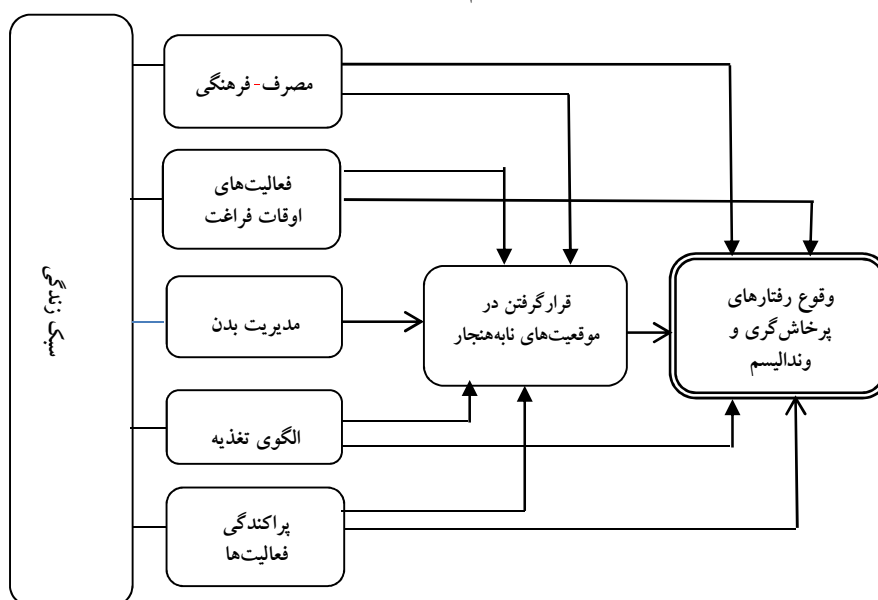 سبک زندگی
مصرف-فرهنگی
فعالیت‌های
اوقات فراغت
مدیریت بدن
الگوی تغذیه
پراکندگی
فعالیت‌ها
قرارگرفتن در
موقعیت‌های نابه‌هنجار
وقوع رفتارهای
پرخاش‌گری و
وندالیسم